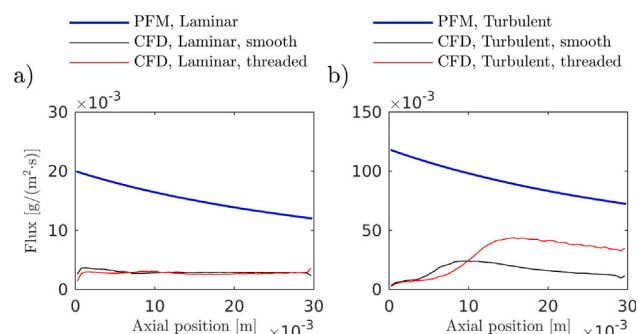 PFM, Laminar
CFD, Laminar, smooth
CFD, Laminar, threaded
PFM, Turbulent
CFD, Turbulent, smooth
CFD, Turbulent, threaded
a)
×10⁻³
30
20
10
0
Flux [g/(m²·s)]
0 10 20 30
Axial position [m]
×10⁻³
b)
×10⁻³
150
100
50
0
0 10 20 30
Axial position [m]
×10⁻³